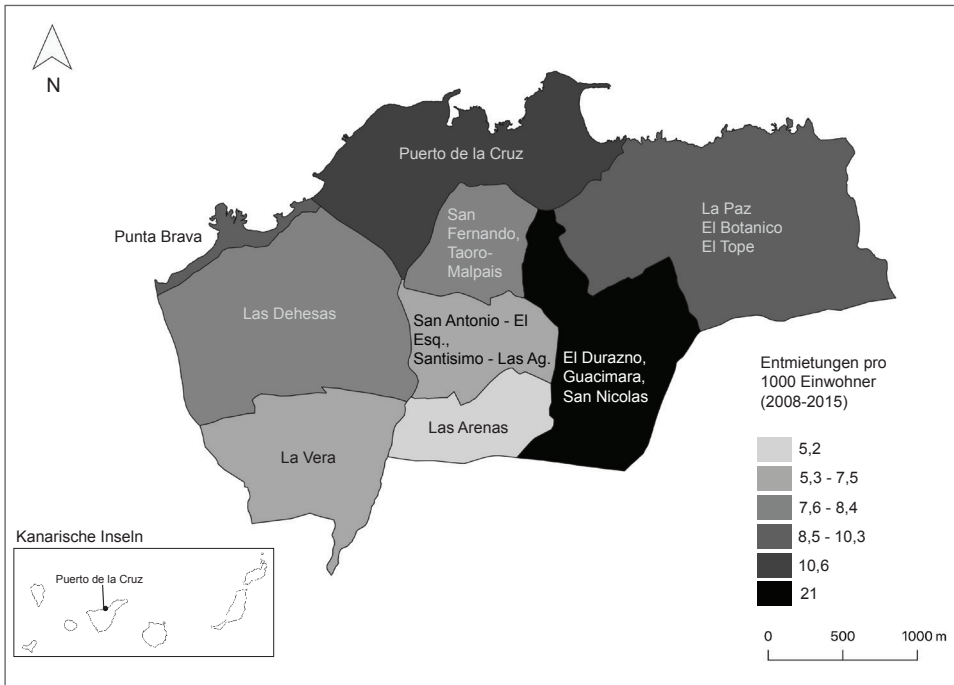 N
Puerto de la Cruz
La Paz
El Botanico
El Tope
San
Fernando,
Taoro-
Malpais
Punta Brava
Las Dehesas
San Antonio - El
Esq.,
Santisimo - Las Ag.
El Durazno,
Guacimara,
San Nicolas
Las Arenas
La Vera
Entmietungen pro
1000 Einwohner
(2008-2015)
5,2
5,3 - 7,5
7,6 - 8,4
8,5 - 10,3
10,6
21
Kanarische Inseln
Puerto de la Cruz
0 500 1000 m